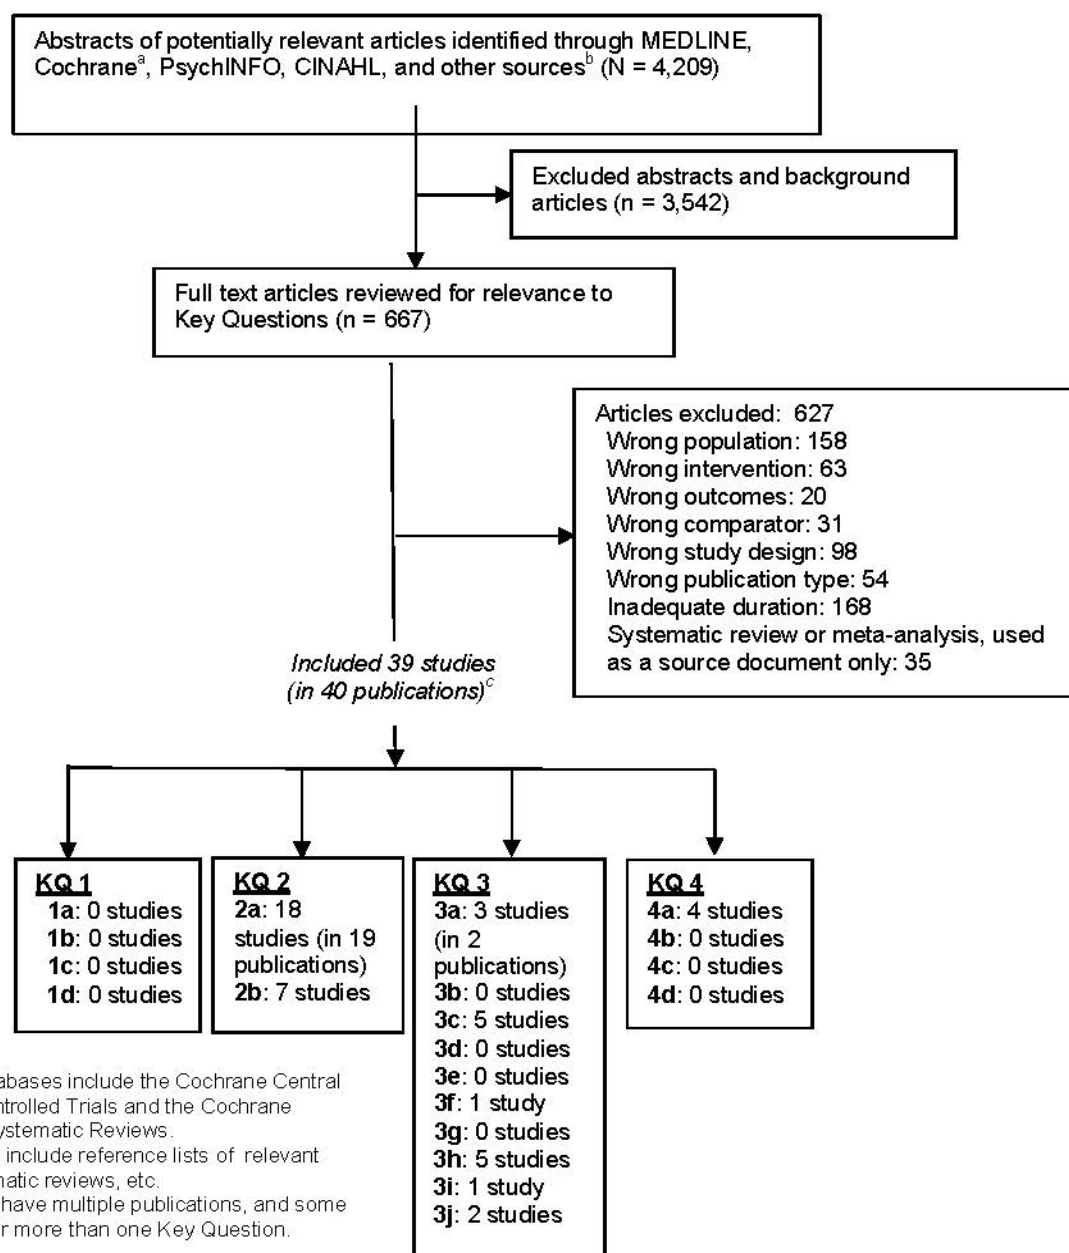 Abstracts of potentially relevant articles identified through MEDLINE,
Cochraneᵃ, PsychINFO, CINAHL, and other sourcesᵇ (N = 4,209)
Excluded abstracts and background
articles (n = 3,542)
Full text articles reviewed for relevance to
Key Questions (n = 667)
Articles excluded: 627
Wrong population: 158
Wrong intervention: 63
Wrong outcomes: 20
Wrong comparator: 31
Wrong study design: 98
Wrong publication type: 54
Inadequate duration: 168
Systematic review or meta-analysis, used
as a source document only: 35
Included 39 studies
(in 40 publications)ᶜ
KQ 1
1a: 0 studies
1b: 0 studies
1c: 0 studies
1d: 0 studies
KQ 2
2a: 18
studies (in 19
publications)
2b: 7 studies
KQ 3
3a: 3 studies
(in 2
publications)
3b: 0 studies
3c: 5 studies
3d: 0 studies
3e: 0 studies
3f: 1 study
3g: 0 studies
3h: 5 studies
3i: 1 study
3j: 2 studies
KQ 4
4a: 4 studies
4b: 0 studies
4c: 0 studies
4d: 0 studies
include the Cochrane Central
Trials and the Cochrane
Reviews.
include reference lists of relevant
reviews, etc.
have multiple publications, and some
more than one Key Question.